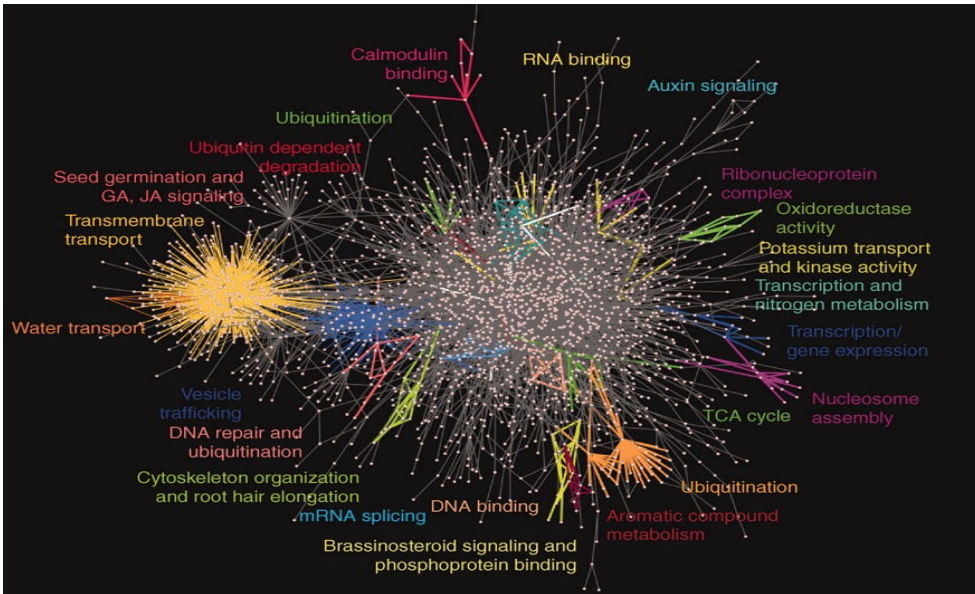 Calmodulin
binding
RNA binding
Auxin signaling
Ubiquitination
Ubiquitin dependent
degradation
Seed germination and
GA, JA signaling
Ribonucleoprotein
complex
Transmembrane
transport
Oxidoreductase
activity
Potassium transport
and kinase activity
Transcription and
nitrogen metabolism
Water transport
Transcription/
gene expression
Vesicle
trafficking
Nucleosome
assembly
TCA cycle
DNA repair and
ubiquitination
Cytoskeleton organization
and root hair elongation
Ubiquitination
mRNA splicing
DNA binding
Aromatic compound
metabolism
Brassinosteroid signaling and
phosphoprotein binding